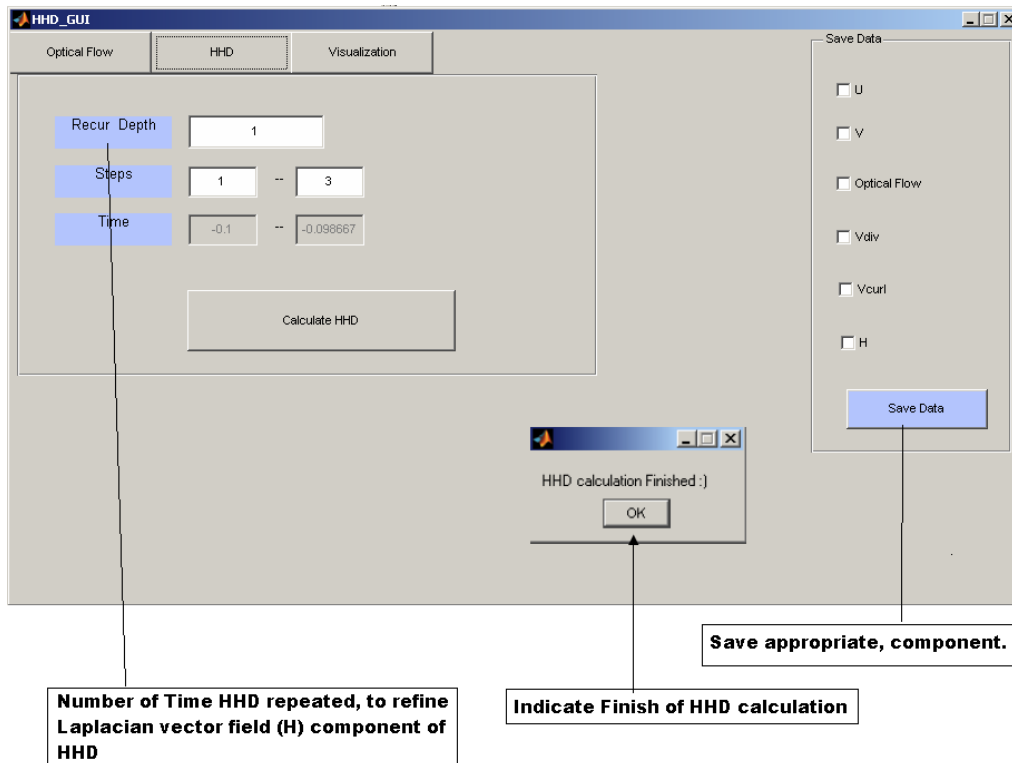 HHD_GUI
Optical Flow HHD Visualization
Recur Depth 1
Steps 1 -- 3
Time -0.1 -- -0.098667
Calculate HHD
Save Data
U
V
Optical Flow
Vdiv
Vcurl
H
Save Data
HHD calculation Finished :)
OK
Save appropriate, component.
Number of Time HHD repeated, to refine
Laplacian vector field (H) component of
HHD
Indicate Finish of HHD calculation